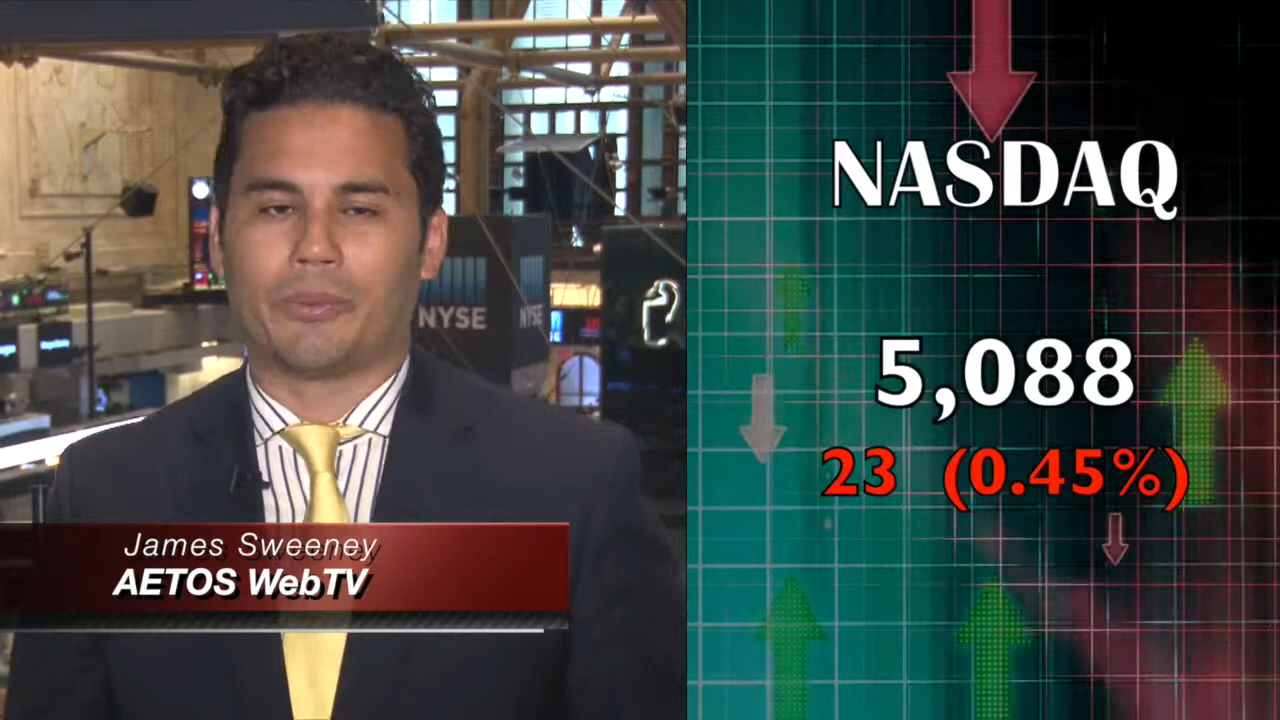 NASDAQ
5,088
23 (0.45%)
NYSE
NYSE
James Sweeney
AETOS WebTV